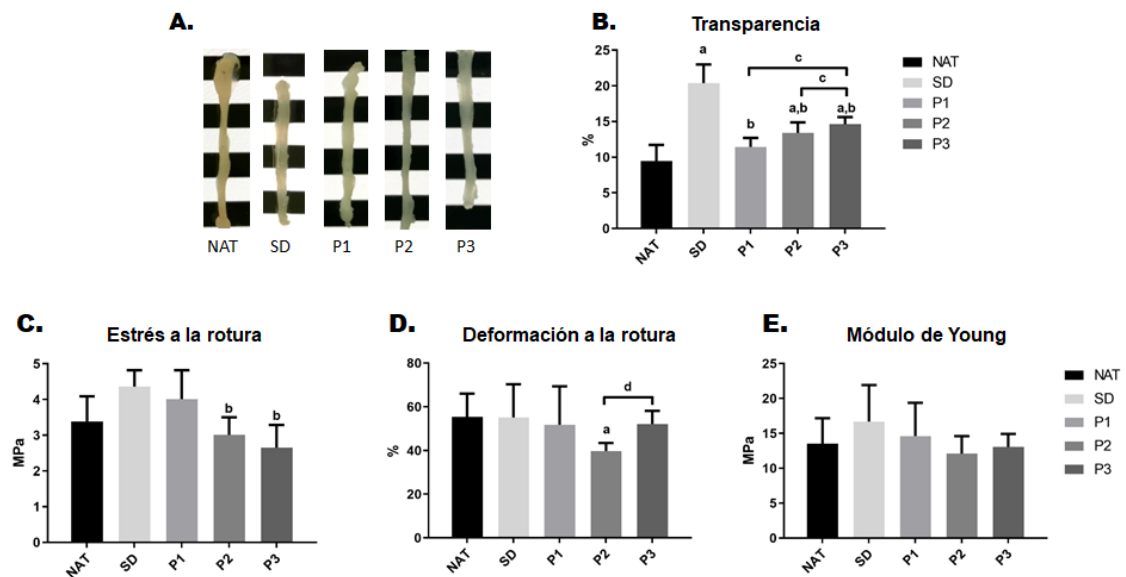 A.
NAT
SD
P1
P2
P3
B.
Transparencia
25
20
15
10
5
0
%
a
b
a,b
a,b
c
c
NAT
SD
P1
P2
P3
NAT
SD
P1
P2
P3
C.
Estrés a la rotura
5
4
3
2
1
0
MPa
b
b
NAT
SD
P1
P2
P3
D.
Deformación a la rotura
80
60
40
20
0
%
a
d
NAT
SD
P1
P2
P3
E.
Módulo de Young
25
20
15
10
5
0
MPa
NAT
SD
P1
P2
P3
NAT
SD
P1
P2
P3